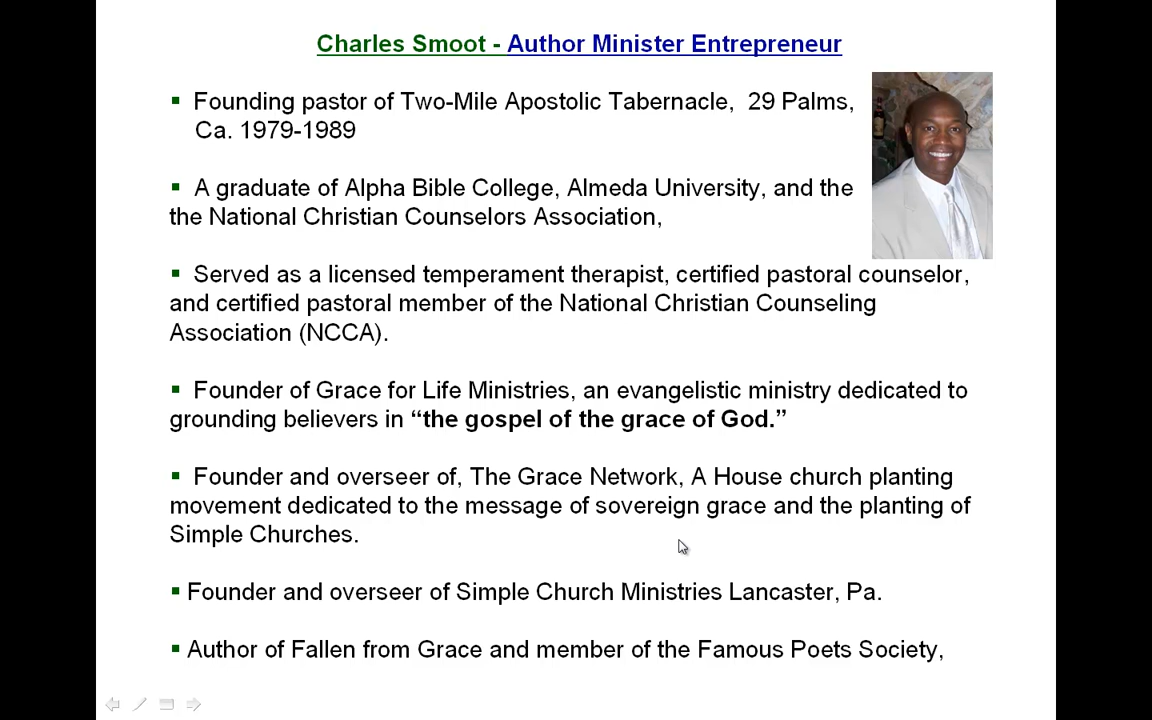 Charles Smoot - Author Minister Entrepreneur
▪ Founding pastor of Two-Mile Apostolic Tabernacle, 29 Palms,
Ca. 1979-1989
▪ A graduate of Alpha Bible College, Almeda University, and the
the National Christian Counselors Association,
▪ Served as a licensed temperament therapist, certified pastoral counselor,
and certified pastoral member of the National Christian Counseling
Association (NCCA).
▪ Founder of Grace for Life Ministries, an evangelistic ministry dedicated to
grounding believers in “the gospel of the grace of God.”
▪ Founder and overseer of, The Grace Network, A House church planting
movement dedicated to the message of sovereign grace and the planting of
Simple Churches.
▪ Founder and overseer of Simple Church Ministries Lancaster, Pa.
▪ Author of Fallen from Grace and member of the Famous Poets Society,